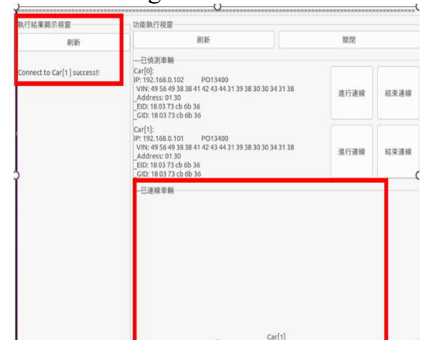 執行結果顯示視窗
刷新
Connect to Car[1] success!!
功能執行視窗
刷新
關閉
已偵測車輛
Car[0]:
IP: 192.168.0.102 PO13400
VIN: 49 56 49 38 38 41 42 43 44 31 39 38 30 30 34 31 38
_Address: 01 30
_EID: 18 03 73 cb 6b 36
_GID: 18 03 73 cb 6b 36
進行連線
結束連線
Car[1]:
IP: 192.168.0.101 PO13400
VIN: 49 56 49 38 38 41 42 43 44 31 39 38 30 30 34 31 38
_Address: 01 30
_EID: 18 03 73 cb 6b 36
_GID: 18 03 73 cb 6b 36
進行連線
結束連線
已連線車輛
Car[1]